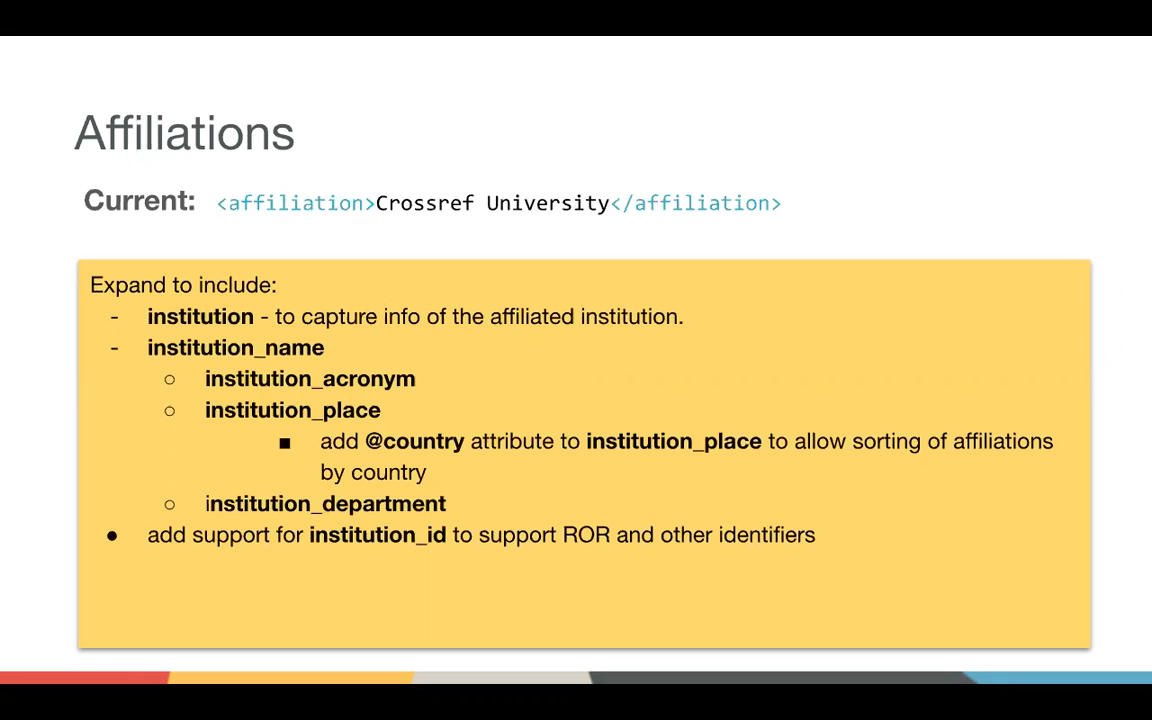 Affiliations
Current: <affiliation>Crossref University</affiliation>
Expand to include:
- institution - to capture info of the affiliated institution.
- institution_name
○ institution_acronym
○ institution_place
■ add @country attribute to institution_place to allow sorting of affiliations
by country
○ institution_department
● add support for institution_id to support ROR and other identifiers